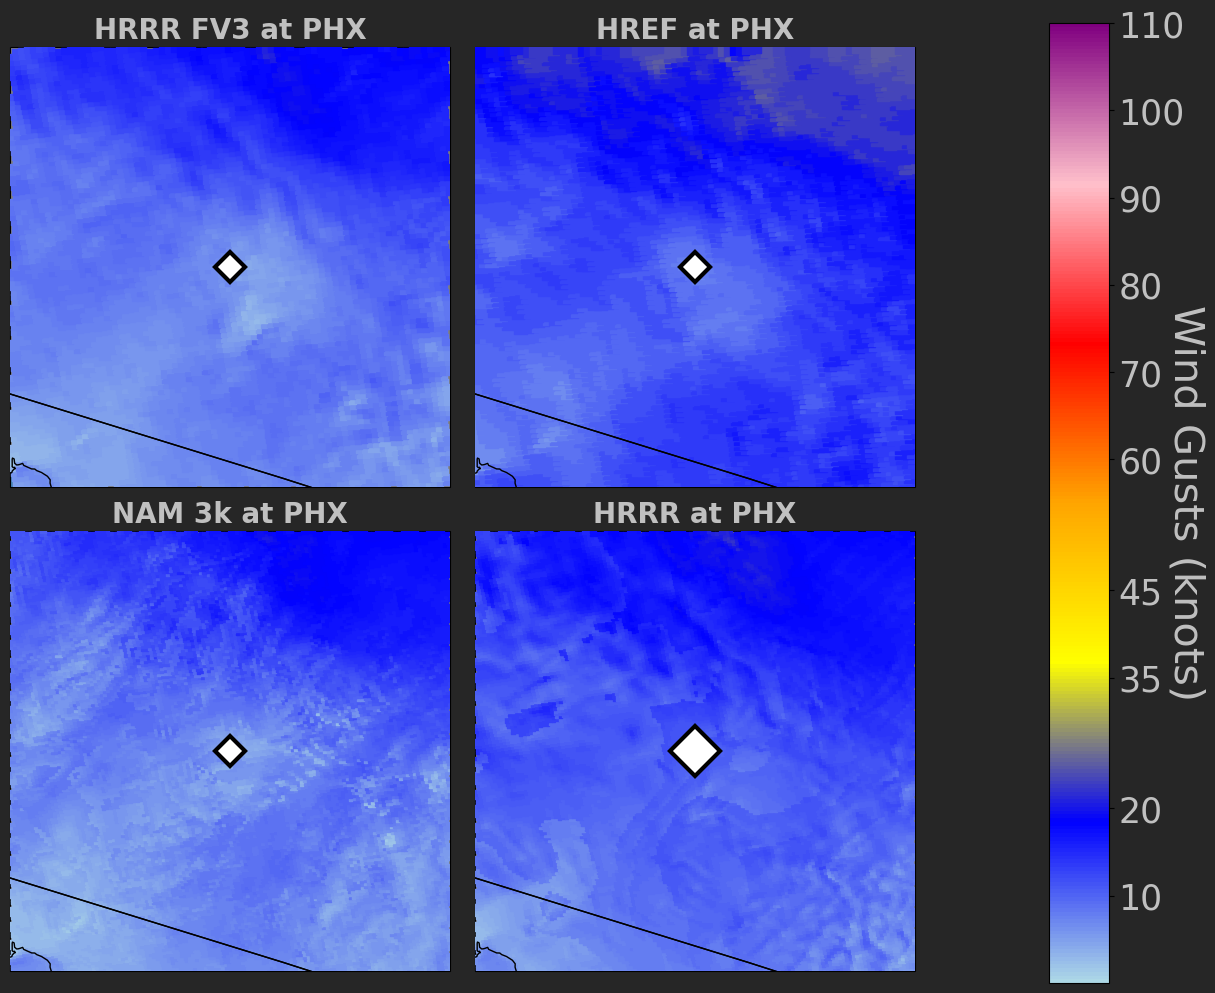 HRRR FV3 at PHX
HREF at PHX
NAM 3k at PHX
HRRR at PHX
110
100
90
80
70
60
45
35
20
10
Wind Gusts (knots)